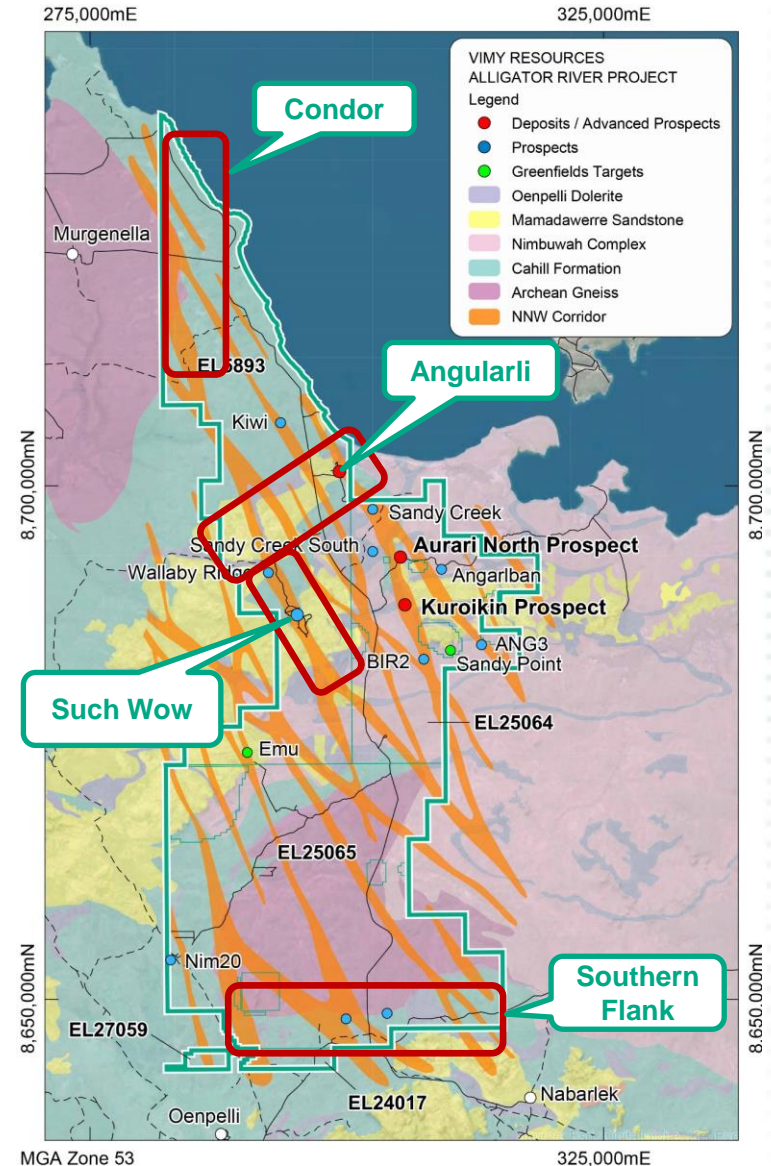 275,000mE
325,000mE
VIMY RESOURCES
ALLIGATOR RIVER PROJECT
Legend
Deposits / Advanced Prospects
Prospects
Greenfields Targets
Oenpelli Dolerite
Mamadawerre Sandstone
Nimbuwah Complex
Cahill Formation
Archean Gneiss
NNW Corridor
Condor
Murgenella
EL5893
Angularli
Kiwi
8,700,000mN
8,700,000mN
Sandy Creek
Sandy Creek South
Aurari North Prospect
Wallaby Ridge
Angarlban
Kuroikin Prospect
ANG3
BIR2
Sandy Point
Such Wow
EL25064
Emu
EL25065
Nim20
Southern
Flank
8,650,000mN
8,650,000mN
EL27059
EL24017
Nabarlek
Oenpelli
MGA Zone 53
325,000mE